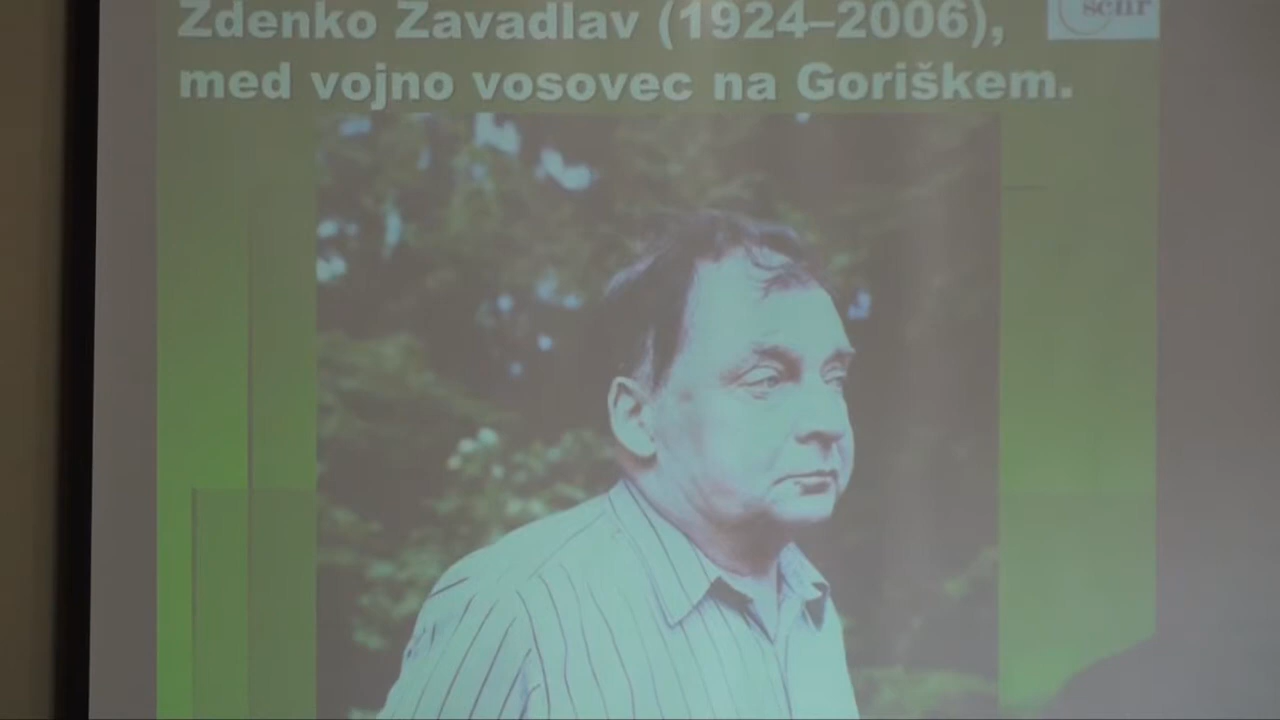 Zdenko Zavadlav (1924–2006),
med vojno vosovec na Goriškem.